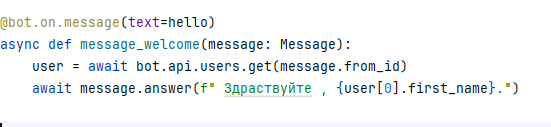 @bot.on.message(text=hello)
async def message_welcome(message: Message):
    user = await bot.api.users.get(message.from_id)
    await message.answer(f" Здраствуйте , {user[0].first_name}.")